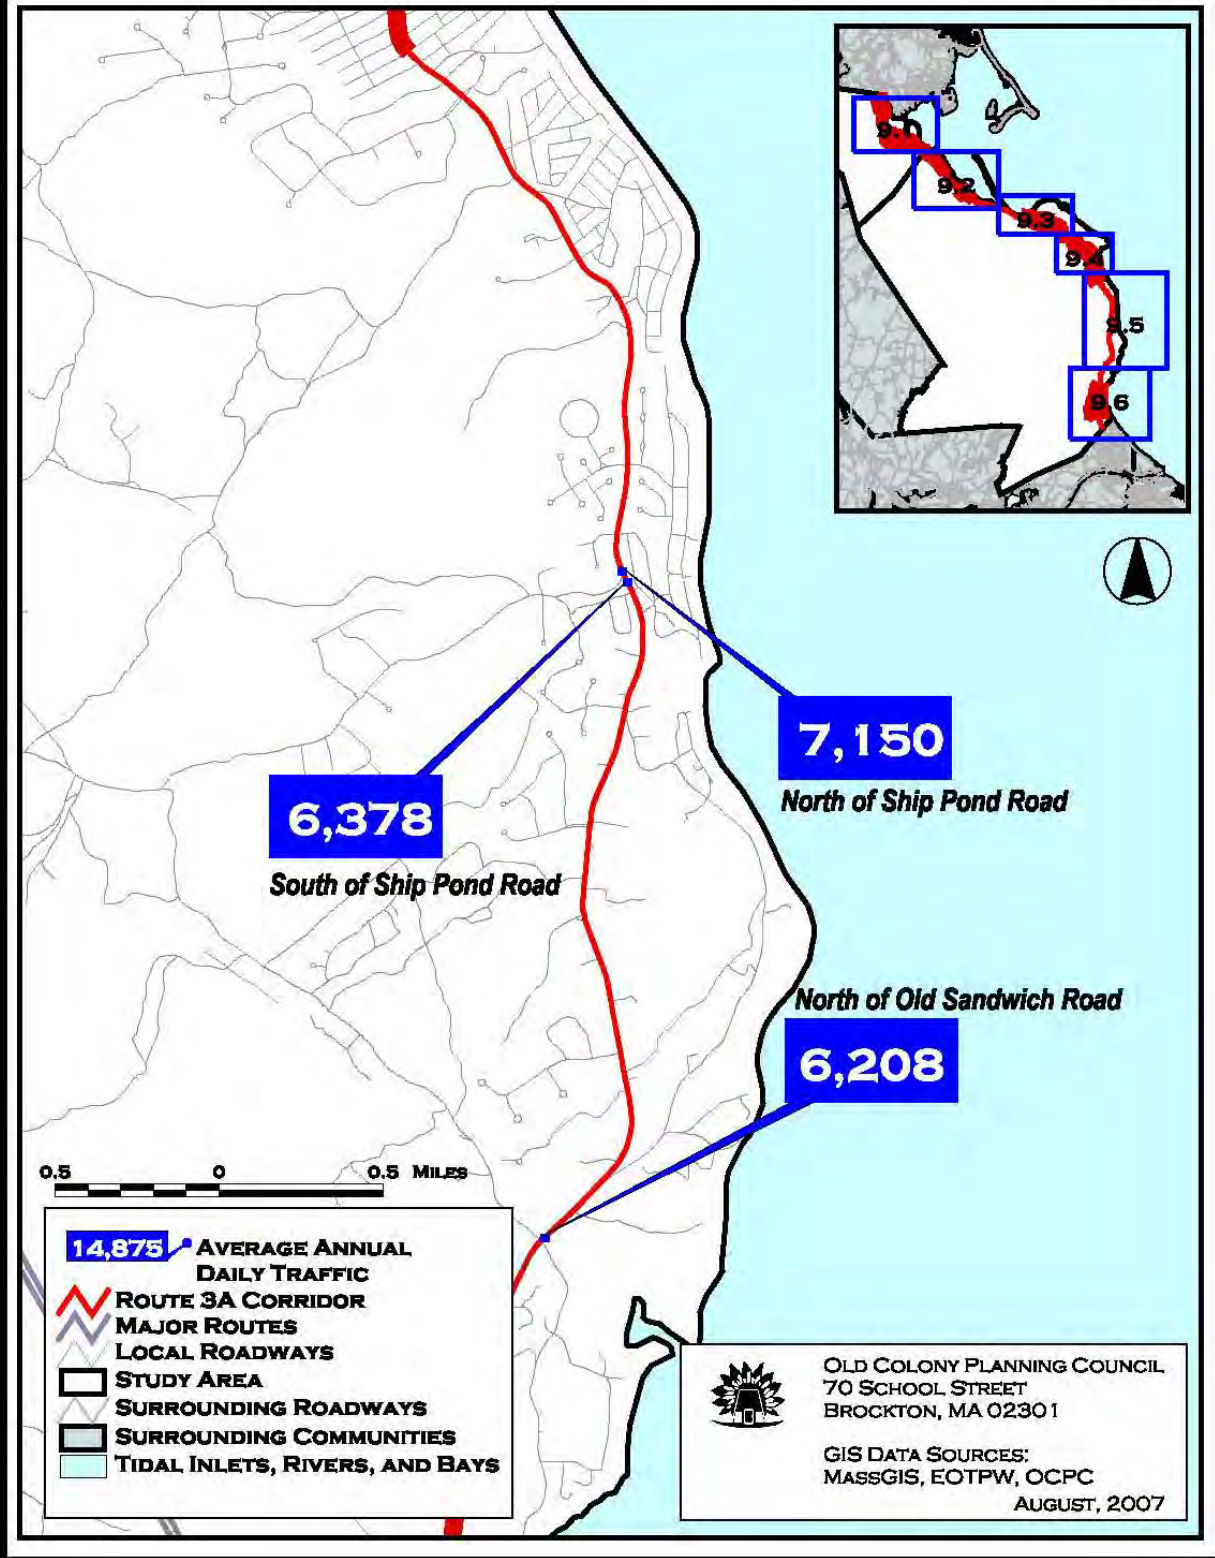 9.1
9.2
9.3
9.4
9.5
9.6
7,150
North of Ship Pond Road
6,378
South of Ship Pond Road
North of Old Sandwich Road
6,208
0.5 0 0.5 MILES
14,875 AVERAGE ANNUAL
DAILY TRAFFIC
ROUTE 3A CORRIDOR
MAJOR ROUTES
LOCAL ROADWAYS
STUDY AREA
SURROUNDING ROADWAYS
SURROUNDING COMMUNITIES
TIDAL INLETS, RIVERS, AND BAYS
OLD COLONY PLANNING COUNCIL
70 SCHOOL STREET
BROCKTON, MA 02301
GIS DATA SOURCES:
MASSGIS, EOTPW, OCPC
AUGUST, 2007